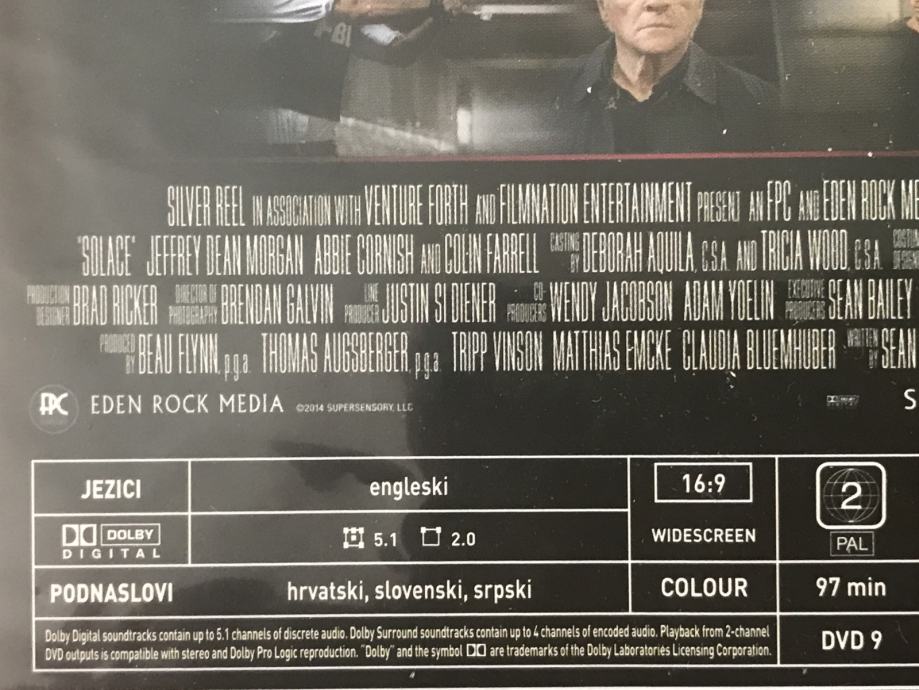 SILVER REEL IN ASSOCIATION WITH VENTURE FORTH AND FILMNATION ENTERTAINMENT PRESENT AN FPC AND EDEN ROCK ME
"SOLACE" JEFFREY DEAN MORGAN ABBIE CORNISH AND COLIN FARRELL CASTING BY DEBORAH AQUILA, C.S.A. AND TRICIA WOOD, C.S.A. COSTUME DESIGNER
PRODUCTION DESIGNER BRAD RICKER DIRECTOR OF PHOTOGRAPHY BRENDAN GALVIN LINE PRODUCER JUSTIN SI DIENER CO-PRODUCERS WENDY JACOBSON ADAM YOELIN EXECUTIVE PRODUCERS SEAN BAILEY
PRODUCED BY BEAU FLYNN, p.g.a. THOMAS AUGSBERGER, p.g.a. TRIPP VINSON MATTHIAS EMCKE CLAUDIA BLUEMHUBER WRITTEN BY SEAN
EDEN ROCK MEDIA ©2014 SUPERSENSORY, LLC S
JEZICI engleski 16:9 2
DOLBY DIGITAL 5.1 2.0 WIDESCREEN PAL
PODNASLOVI hrvatski, slovenski, srpski COLOUR 97 min
Dolby Digital soundtracks contain up to 5.1 channels of discrete audio. Dolby Surround soundtracks contain up to 4 channels of encoded audio. Playback from 2-channel
DVD outputs is compatible with stereo and Dolby Pro Logic reproduction. "Dolby" and the symbol are trademarks of the Dolby Laboratories Licensing Corporation.
DVD 9